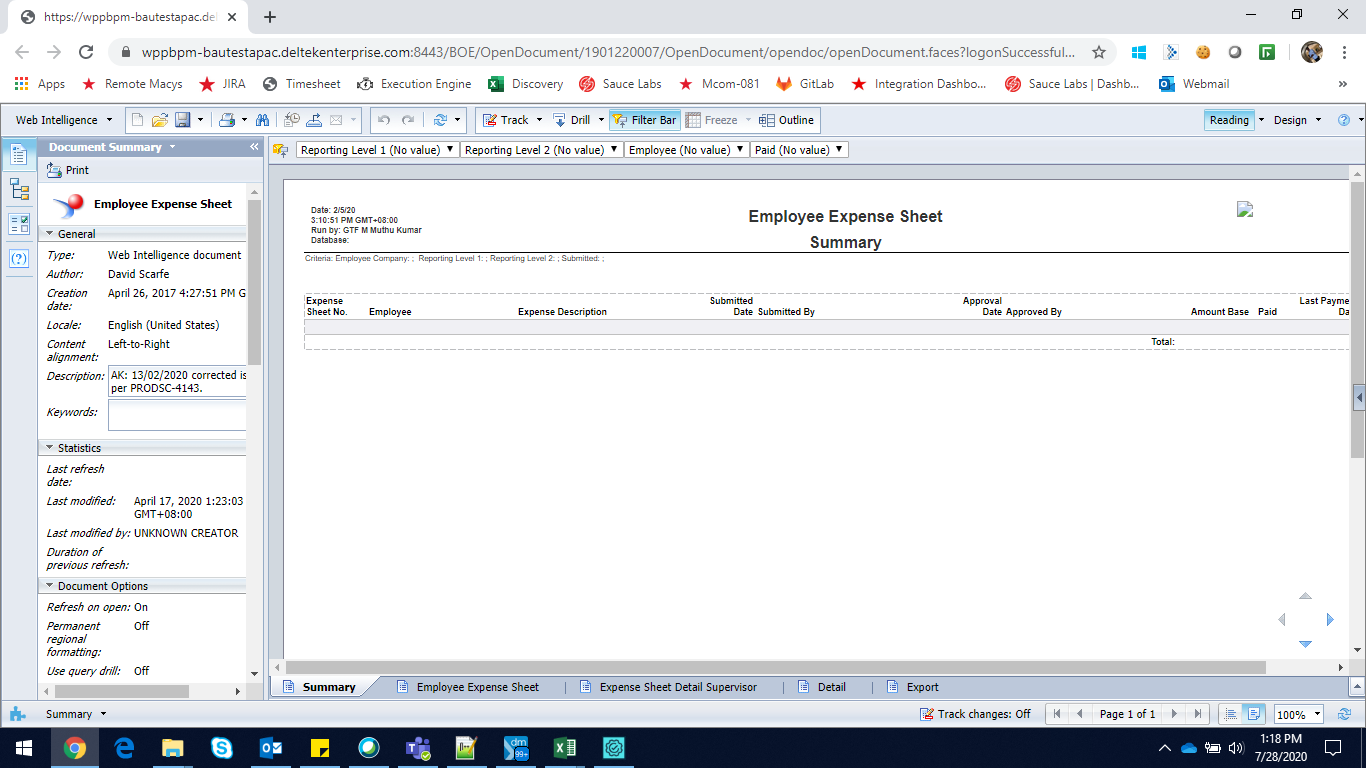 https://wppbpm-bautestapac.del
wppbpm-bautestapac.deltekenterprise.com:8443/BOE/OpenDocument/1901220007/OpenDocument/opendoc/openDocument.faces?logonSuccessful...
Apps Remote Macys JIRA Timesheet Execution Engine Discovery Sauce Labs Mcom-081 GitLab Integration Dashbo... Sauce Labs | Dashb... Webmail
Web Intelligence Track Drill Filter Bar Freeze Outline Reading Design
Document Summary
Reporting Level 1 (No value) Reporting Level 2 (No value) Employee (No value) Paid (No value)
Print
Employee Expense Sheet
General
Type: Web Intelligence document
Author: David Scarfe
Creation date: April 26, 2017 4:27:51 PM G
Locale: English (United States)
Content alignment: Left-to-Right
Description: AK: 13/02/2020 corrected is
per PRODSC-4143.
Keywords:
Statistics
Last refresh date:
Last modified: April 17, 2020 1:23:03
GMT+08:00
Last modified by: UNKNOWN CREATOR
Duration of previous refresh:
Document Options
Refresh on open: On
Permanent regional formatting: Off
Use query drill: Off
Date: 2/5/20
3:10:51 PM GMT+08:00
Run by: GTF M Muthu Kumar
Database:
Employee Expense Sheet
Summary
Criteria: Employee Company: ; Reporting Level 1: ; Reporting Level 2: ; Submitted: ;
Expense Sheet No. Employee Expense Description Submitted Date Submitted By Approval Date Approved By Amount Base Paid Last Payme Da
Total:
Summary Employee Expense Sheet Expense Sheet Detail Supervisor Detail Export
Summary Track changes: Off Page 1 of 1 100%
dm
99+
1:18 PM
7/28/2020